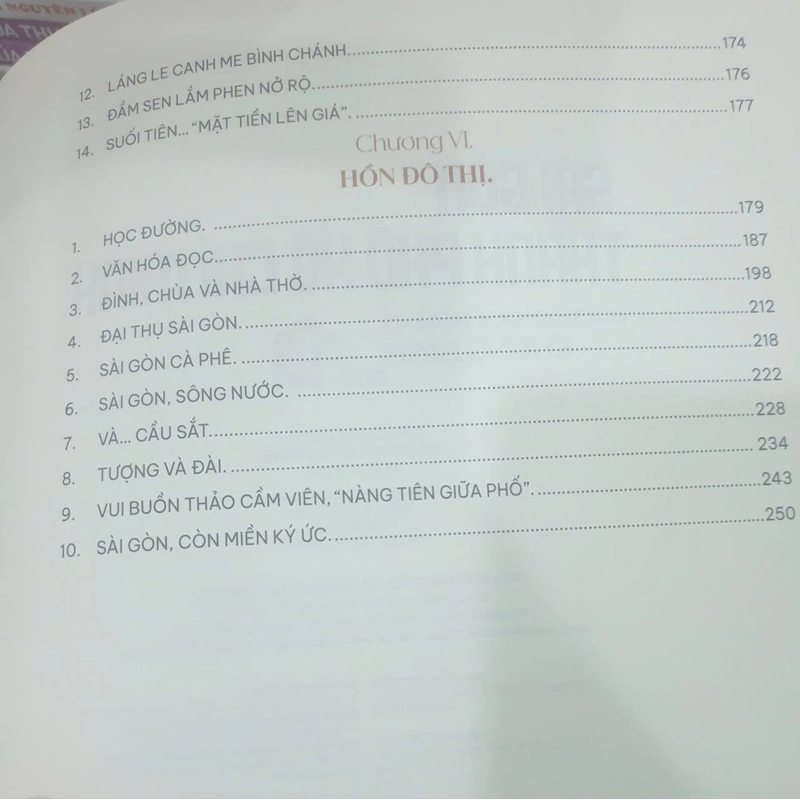 NGUYÊN
12. LÁNG LE CANH ME BÌNH CHÁNH.....174
13. ĐẦM SEN LẮM PHEN NỞ RỘ.....176
14. SUỐI TIÊN... “MẶT TIỀN LÊN GIÁ”. .....177
Chương VI.
HỒN ĐÔ THỊ.
1. HỌC ĐƯỜNG. .....179
2. VĂN HÓA ĐỌC.....187
3. ĐÌNH, CHÙA VÀ NHÀ THỜ.....198
4. ĐẠI THỤ SÀI GÒN.....212
5. SÀI GÒN CÀ PHÊ. .....218
6. SÀI GÒN, SÔNG NƯỚC. .....222
7. VÀ... CẦU SẮT.....228
8. TƯỢNG VÀ ĐÀI.....234
9. VUI BUỒN THẢO CẦM VIÊN, “NÀNG TIÊN GIỮA PHỐ”.....243
10. SÀI GÒN, CÒN MIỀN KÝ ỨC.....250